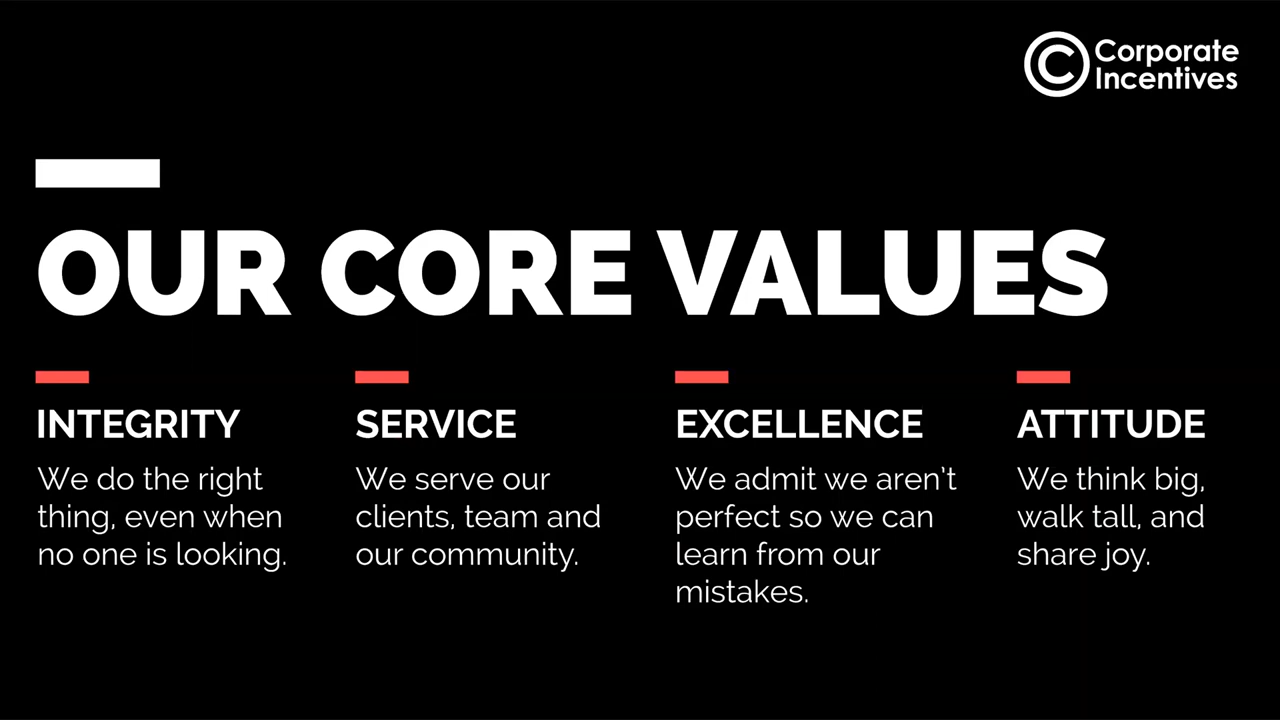 © Corporate
Incentives
OUR CORE VALUES
INTEGRITY
We do the right
thing, even when
no one is looking.
SERVICE
We serve our
clients, team and
our community.
EXCELLENCE
We admit we aren't
perfect so we can
learn from our
mistakes.
ATTITUDE
We think big,
walk tall, and
share joy.